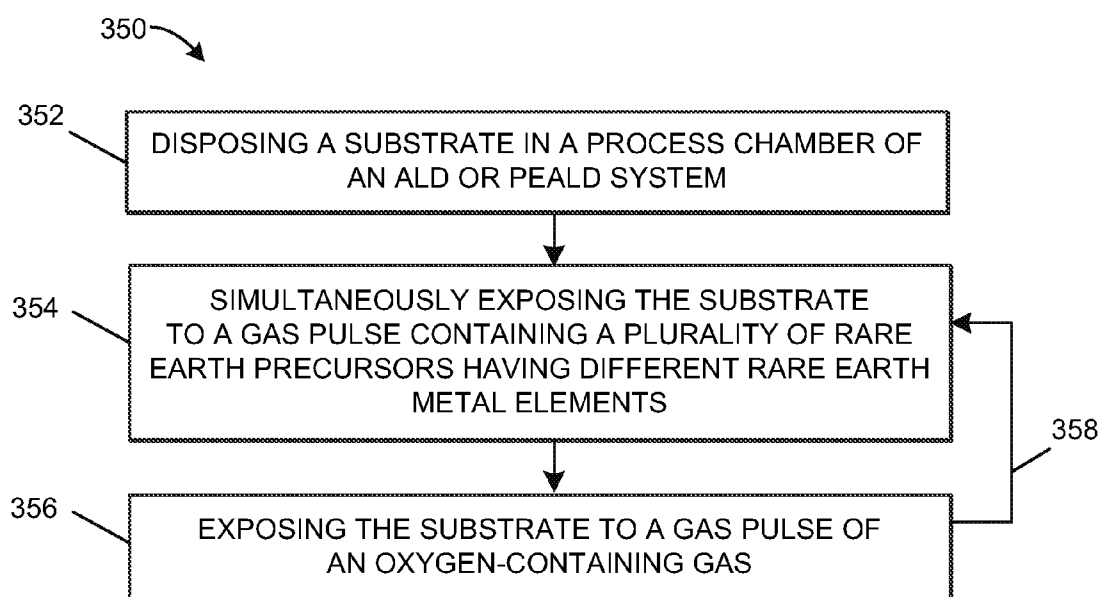 350
352
DISPOSING A SUBSTRATE IN A PROCESS CHAMBER OF
AN ALD OR PEALD SYSTEM
354
SIMULTANEOUSLY EXPOSING THE SUBSTRATE
TO A GAS PULSE CONTAINING A PLURALITY OF RARE
EARTH PRECURSORS HAVING DIFFERENT RARE EARTH
METAL ELEMENTS
358
356
EXPOSING THE SUBSTRATE TO A GAS PULSE OF
AN OXYGEN-CONTAINING GAS